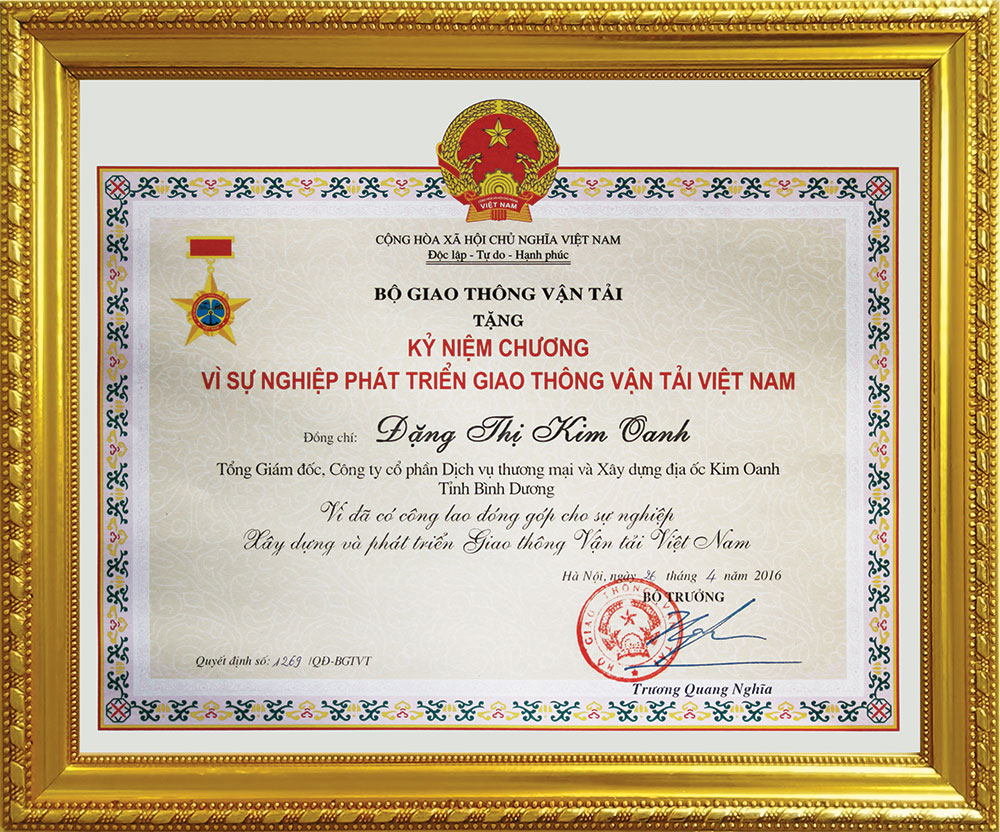 VIỆT NAM
CỘNG HÒA XÃ HỘI CHỦ NGHĨA VIỆT NAM
Độc lập - Tự do - Hạnh phúc
BỘ GIAO THÔNG VẬN TẢI
TẶNG
KỶ NIỆM CHƯƠNG
VÌ SỰ NGHIỆP PHÁT TRIỂN GIAO THÔNG VẬN TẢI VIỆT NAM
Đồng chí: Đặng Thị Kim Oanh
Tổng Giám đốc, Công ty cổ phần Dịch vụ thương mại và Xây dựng địa ốc Kim Oanh
Tỉnh Bình Dương
Vì đã có công lao đóng góp cho sự nghiệp
Xây dựng và phát triển Giao thông Vận tải Việt Nam
Hà Nội, ngày 26 tháng 4 năm 2016
BỘ TRƯỞNG
BỘ GIAO THÔNG VẬN TẢI
Quyết định số: 1269 /QĐ-BGTVT
Trương Quang Nghĩa